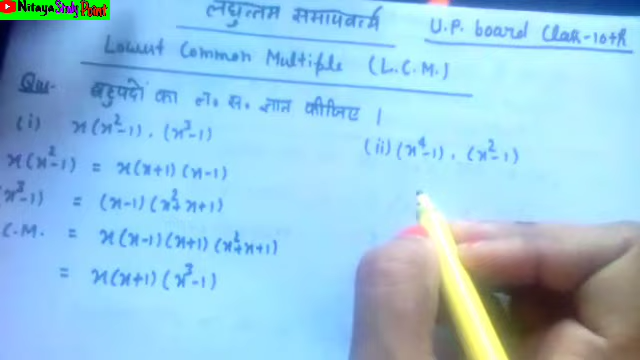 Nitaya Study Point
लघुत्तम समापवर्त्य
U.P. board Class-10th
Lowest Common Multiple (L.C.M.)
Que- बहुपदों का ल० स० ज्ञात कीजिए ।
(i) x(x²-1), (x³-1)
(ii) (x⁴-1), (x²-1)
x(x²-1) = x(x+1)(x-1)
(x³-1) = (x-1)(x²+x+1)
.C.M. = x(x-1)(x+1)(x²+x+1)
= x(x+1)(x³-1)